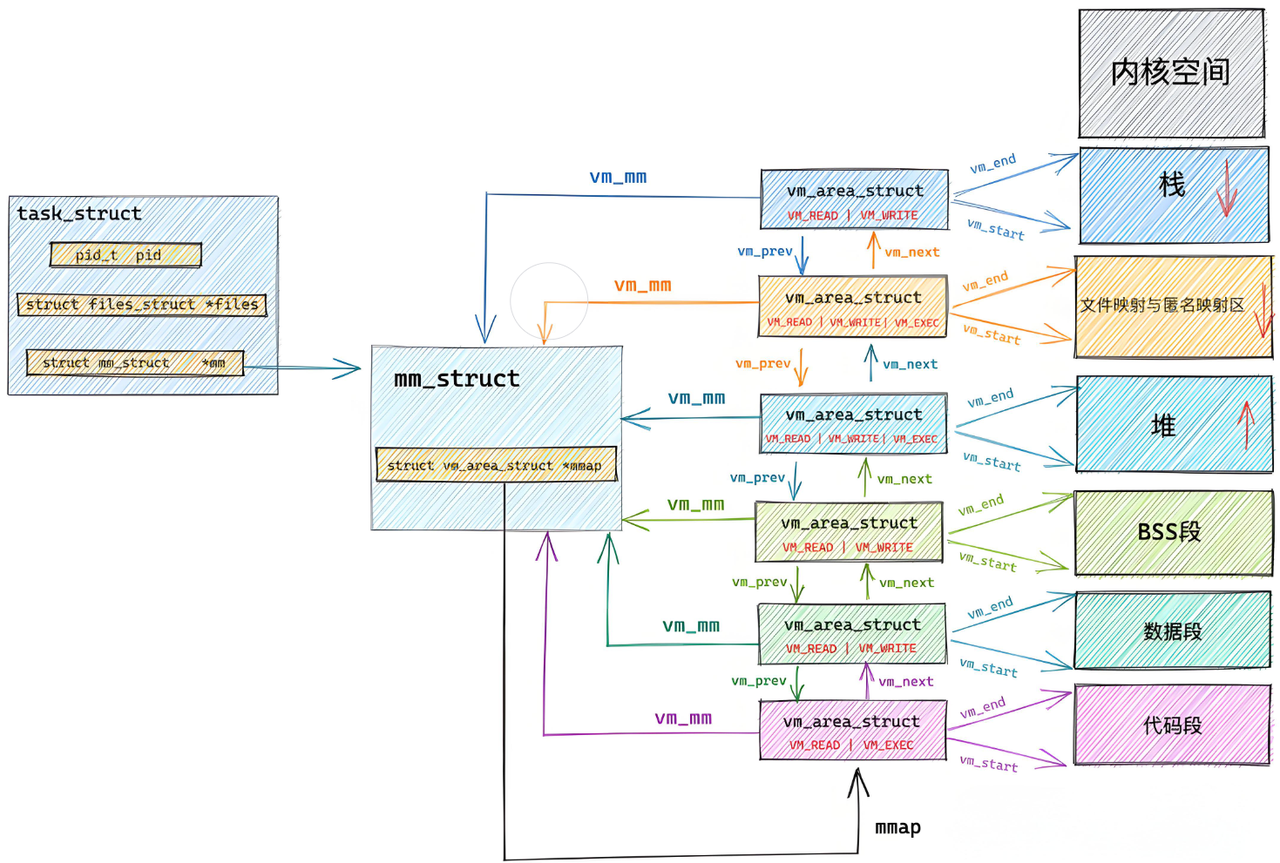 内核空间
vm_mm
vm_area_struct
VM_READ | VM_WRITE
vm_end
vm_start
栈
task_struct
pid_t pid
struct files_struct *files
struct mm_struct *mm
vm_prev
vm_next
vm_mm
vm_area_struct
VM_READ | VM_WRITE| VM_EXEC
vm_end
vm_start
文件映射与匿名映射区
vm_prev
vm_next
mm_struct
struct vm_area_struct *mmap
vm_mm
vm_area_struct
VM_READ | VM_WRITE| VM_EXEC
vm_end
vm_start
堆
vm_prev
vm_next
vm_mm
vm_area_struct
VM_READ | VM_WRITE
vm_end
vm_start
BSS段
vm_prev
vm_next
vm_mm
vm_area_struct
VM_READ | VM_WRITE
vm_end
vm_start
数据段
vm_prev
vm_next
vm_mm
vm_area_struct
VM_READ | VM_EXEC
vm_end
vm_start
代码段
mmap